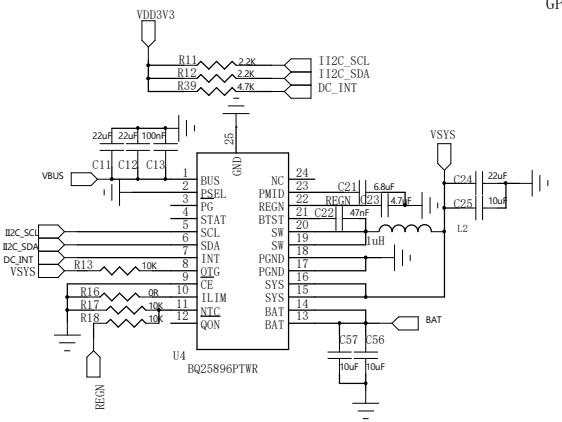 GP
VDD3V3
R11 2.2K II2C_SCL
R12 2.2K II2C_SDA
R39 4.7K DC_INT
22uF 22uF 100nF
C11 C12 C13
VBUS
25
GND
VSYS
C24 22uF
C25 10uF
L2
1 BUS
2 PSEL
3 PG
4 STAT
5 SCL
6 SDA
7 INT
8 OTG
9 CE
10 ILIM
11 NTC
12 QON
NC 24
PMID 23
REGN 22
BTST 21
SW 20
SW 19
PGND 18
PGND 17
SYS 16
SYS 15
BAT 14
BAT 13
C21 6.8uF
REGN C23 4.7uF
C22 47nF
1uH
II2C_SCL
II2C_SDA
DC_INT
VSYS R13 10K
R16 0R
R17 10K
R18 10K
REGN
BAT
C57 C56
10uF 10uF
U4
BQ25896PTWR